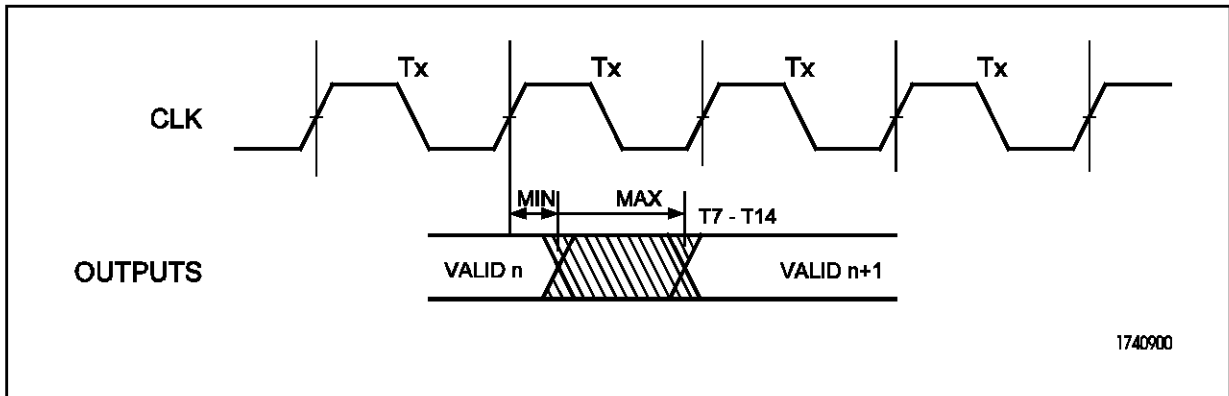 Tx Tx Tx Tx
CLK
MIN MAX
T7 - T14
OUTPUTS
VALID n
VALID n+1
1740900